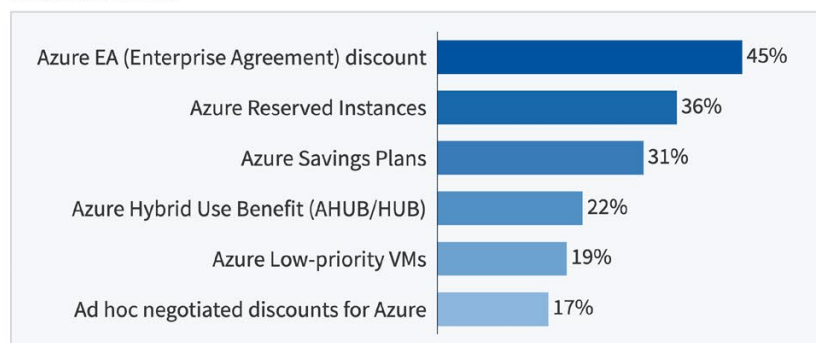 Azure EA (Enterprise Agreement) discount 45%
Azure Reserved Instances 36%
Azure Savings Plans 31%
Azure Hybrid Use Benefit (AHUB/HUB) 22%
Azure Low-priority VMs 19%
Ad hoc negotiated discounts for Azure 17%